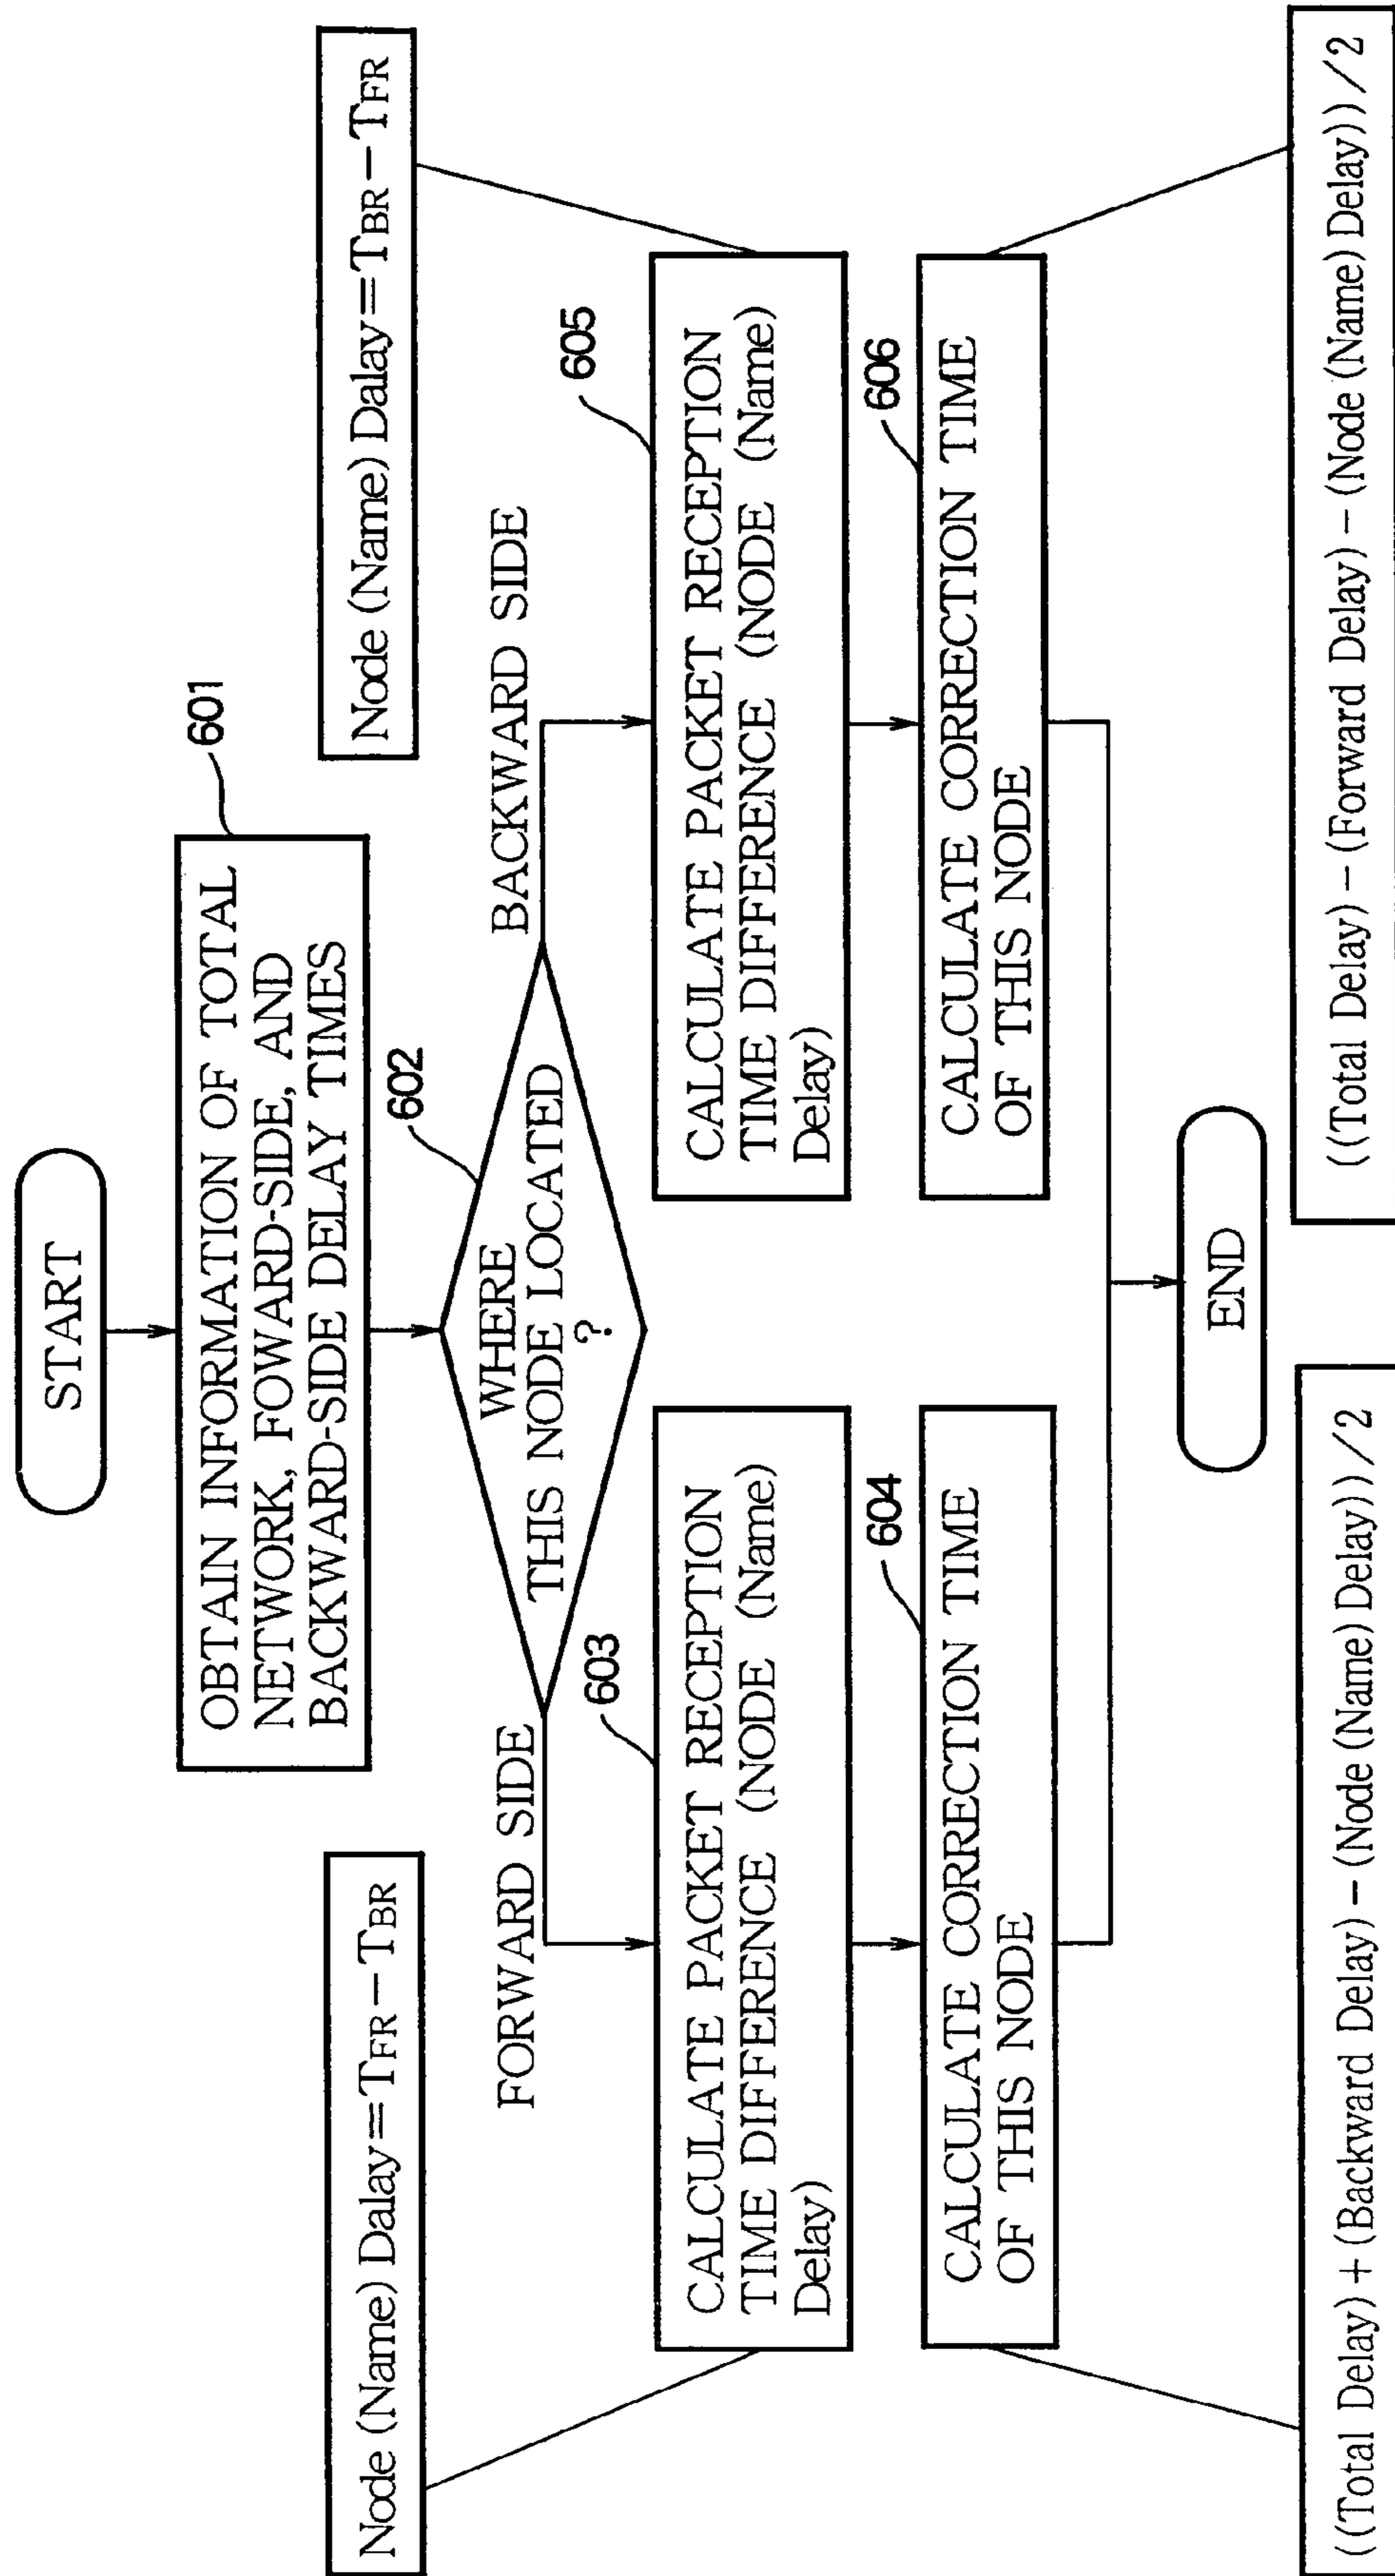 START
601
OBTAIN INFORMATION OF TOTAL
NETWORK, FOWARD-SIDE, AND
BACKWARD-SIDE DELAY TIMES
Node (Name) Dalay=TFR-TBR
Node (Name) Dalay=TBR-TFR
602
WHERE
THIS NODE LOCATED
?
FORWARD SIDE
BACKWARD SIDE
603
CALCULATE PACKET RECEPTION
TIME DIFFERENCE (NODE (Name)
Delay)
605
CALCULATE PACKET RECEPTION
TIME DIFFERENCE (NODE (Name)
Delay)
604
CALCULATE CORRECTION TIME
OF THIS NODE
606
CALCULATE CORRECTION TIME
OF THIS NODE
END
((Total Delay)+(Backward Delay)-(Node (Name) Delay))/2
((Total Delay)-(Forward Delay)-(Node (Name) Delay))/2